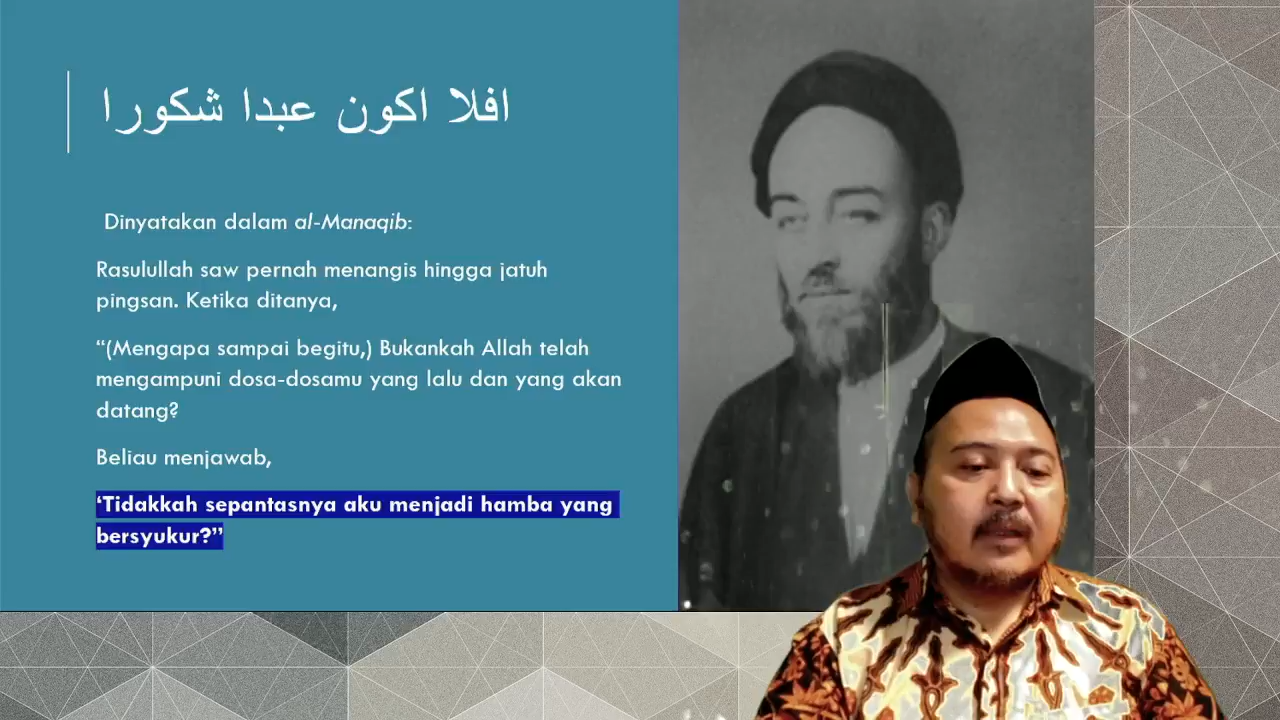 افلا اكون عبدا شكورا
Dinyatakan dalam al-Manaqib:
Rasulullah saw pernah menangis hingga jatuh
pingsan. Ketika ditanya,
“(Mengapa sampai begitu,) Bukankah Allah telah
mengampuni dosa-dosamu yang lalu dan yang akan
datang?
Beliau menjawab,
‘Tidakkah sepantasnya aku menjadi hamba yang
bersyukur?”